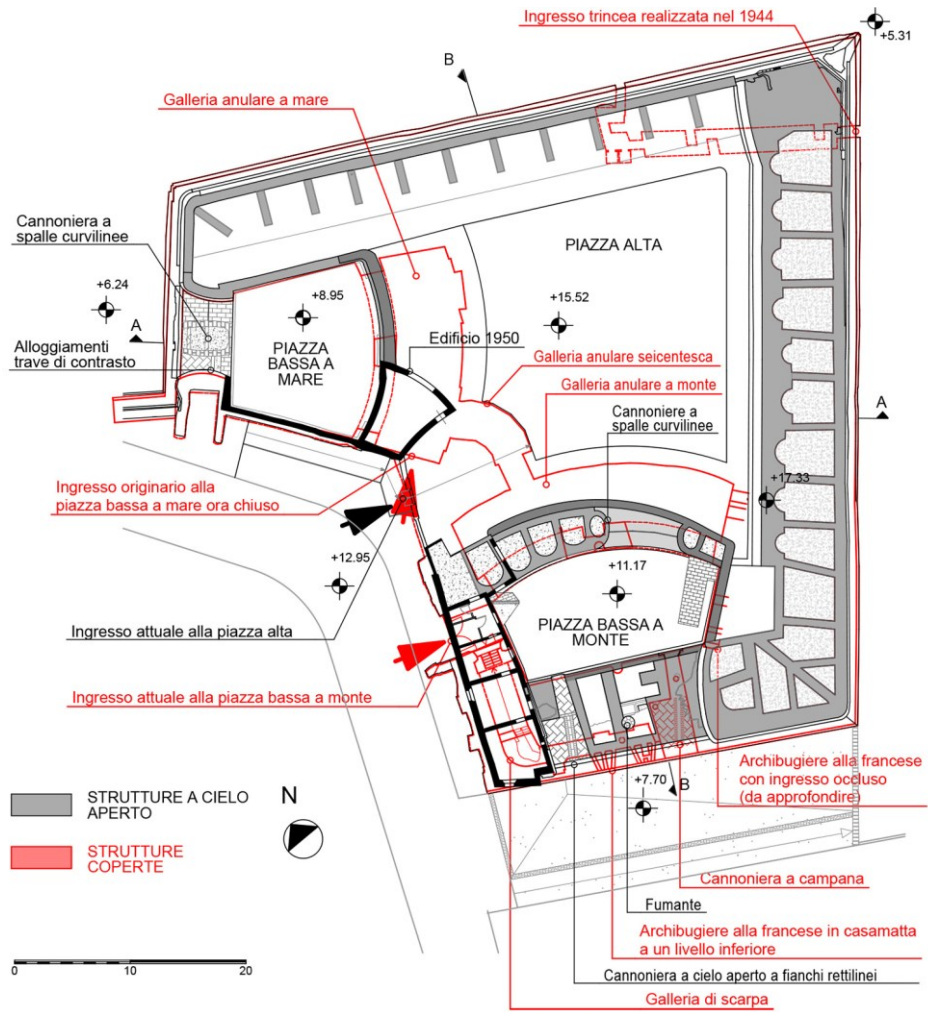 Ingresso trincea realizzata nel 1944
+5.31
B
Galleria anulare a mare
Cannoniera a
spalle curvilinee
PIAZZA ALTA
+6.24
+8.95
+15.52
A
Edificio 1950
Alloggiamenti
trave di contrasto
PIAZZA
BASSA A
MARE
Galleria anulare seicentesca
Galleria anulare a monte
Cannoniere a
spalle curvilinee
A
Ingresso originario alla
piazza bassa a mare ora chiuso
+17.33
+12.95
+11.17
Ingresso attuale alla piazza alta
PIAZZA BASSA A
MONTE
Ingresso attuale alla piazza bassa a monte
Archibugiere alla francese
con ingresso occluso
(da approfondire)
+7.70
B
STRUTTURE A CIELO
APERTO
N
STRUTTURE
COPERTE
Cannoniera a campana
Fumante
Archibugiere alla francese in casamatta
a un livello inferiore
Cannoniera a cielo aperto a fianchi rettilinei
Galleria di scarpa
0 10 20